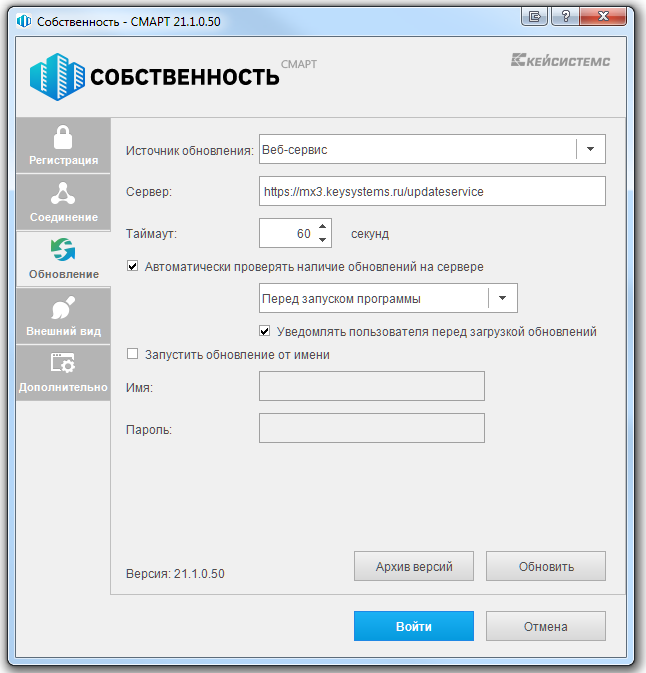 Собственность - СМАРТ 21.1.0.50
СОБСТВЕННОСТЬ СМАРТ
КЕЙСИСТЕМС
Регистрация
Соединение
Обновление
Внешний вид
Дополнительно
Источник обновления: Веб-сервис
Сервер: https://mx3.keysystems.ru/updateservice
Таймаут: 60 секунд
Автоматически проверять наличие обновлений на сервере
Перед запуском программы
Уведомлять пользователя перед загрузкой обновлений
Запустить обновление от имени
Имя:
Пароль:
Версия: 21.1.0.50 Архив версий Обновить
Войти Отмена